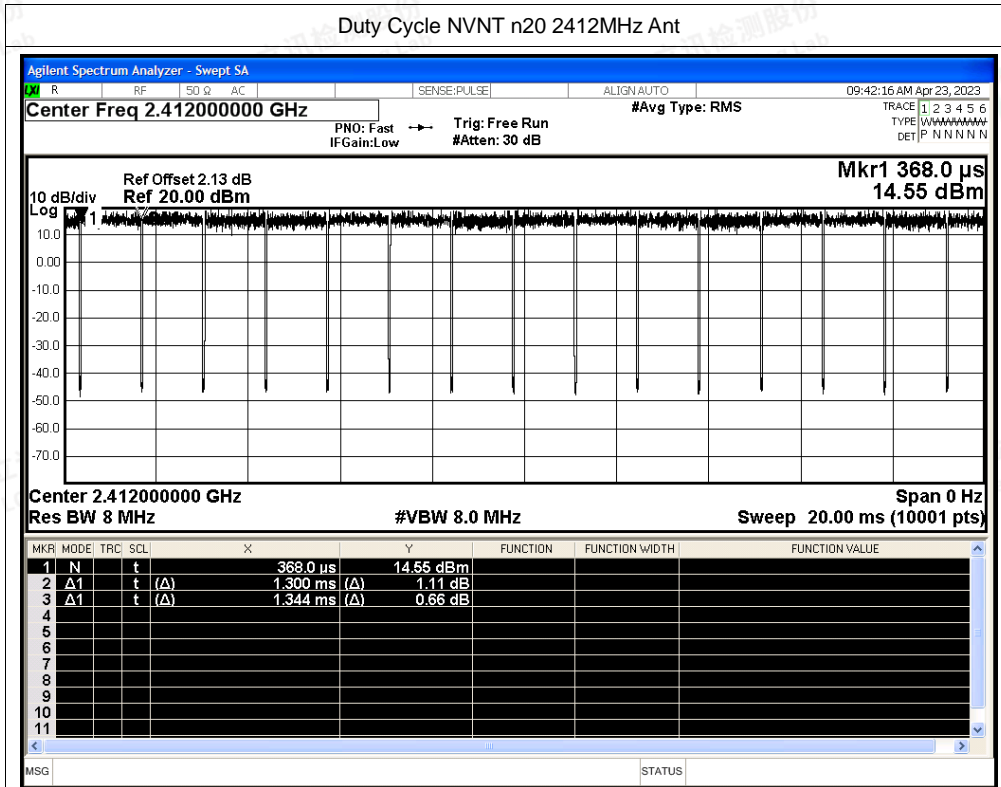 Duty Cycle NVNT n20 2412MHz Ant
Agilent Spectrum Analyzer - Swept SA
LXI R RF 50 Ω AC SENSE:PULSE ALIGN AUTO 09:42:16 AM Apr 23, 2023
Center Freq 2.412000000 GHz #Avg Type: RMS TRACE 1 2 3 4 5 6
PNO: Fast Trig: Free Run TYPE WWWWWW
IFGain:Low #Atten: 30 dB DET P N N N N N
Mkr1 368.0 µs
Ref Offset 2.13 dB
10 dB/div Ref 20.00 dBm 14.55 dBm
Log
1
10.0
0.00
-10.0
-20.0
-30.0
-40.0
-50.0
-60.0
-70.0
Center 2.412000000 GHz Span 0 Hz
Res BW 8 MHz #VBW 8.0 MHz Sweep 20.00 ms (10001 pts)
MKR MODE TRC SCL X Y FUNCTION FUNCTION WIDTH FUNCTION VALUE
1 N t 368.0 µs 14.55 dBm
2 Δ1 t (Δ) 1.300 ms (Δ) 1.11 dB
3 Δ1 t (Δ) 1.344 ms (Δ) 0.66 dB
4
5
6
7
8
9
10
11
MSG STATUS